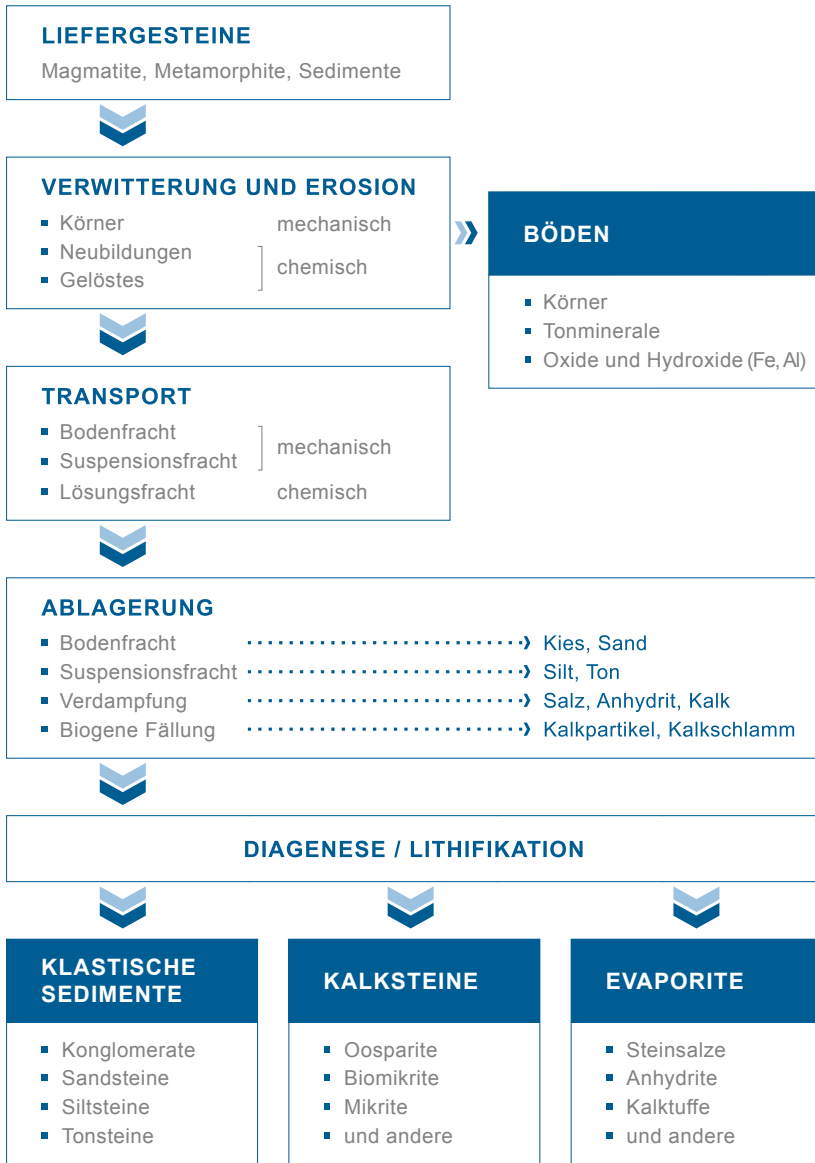 LIEFERGESTEINE
Magmatite, Metamorphite, Sedimente
VERWITTERUNG UND EROSION
Körner mechanisch
Neubildungen
chemisch
Gelöstes
BÖDEN
Körner
Tonminerale
Oxide und Hydroxide (Fe, Al)
TRANSPORT
Bodenfracht
mechanisch
Suspensionsfracht
Lösungsfracht chemisch
ABLAGERUNG
Bodenfracht Kies, Sand
Suspensionsfracht Silt, Ton
Verdampfung Salz, Anhydrit, Kalk
Biogene Fällung Kalkpartikel, Kalkschlamm
DIAGENESE / LITHIFIKATION
KLASTISCHE
SEDIMENTE
Konglomerate
Sandsteine
Siltsteine
Tonsteine
KALKSTEINE
Oosparite
Biomikrite
Mikrite
und andere
EVAPORITE
Steinsalze
Anhydrite
Kalktuffe
und andere